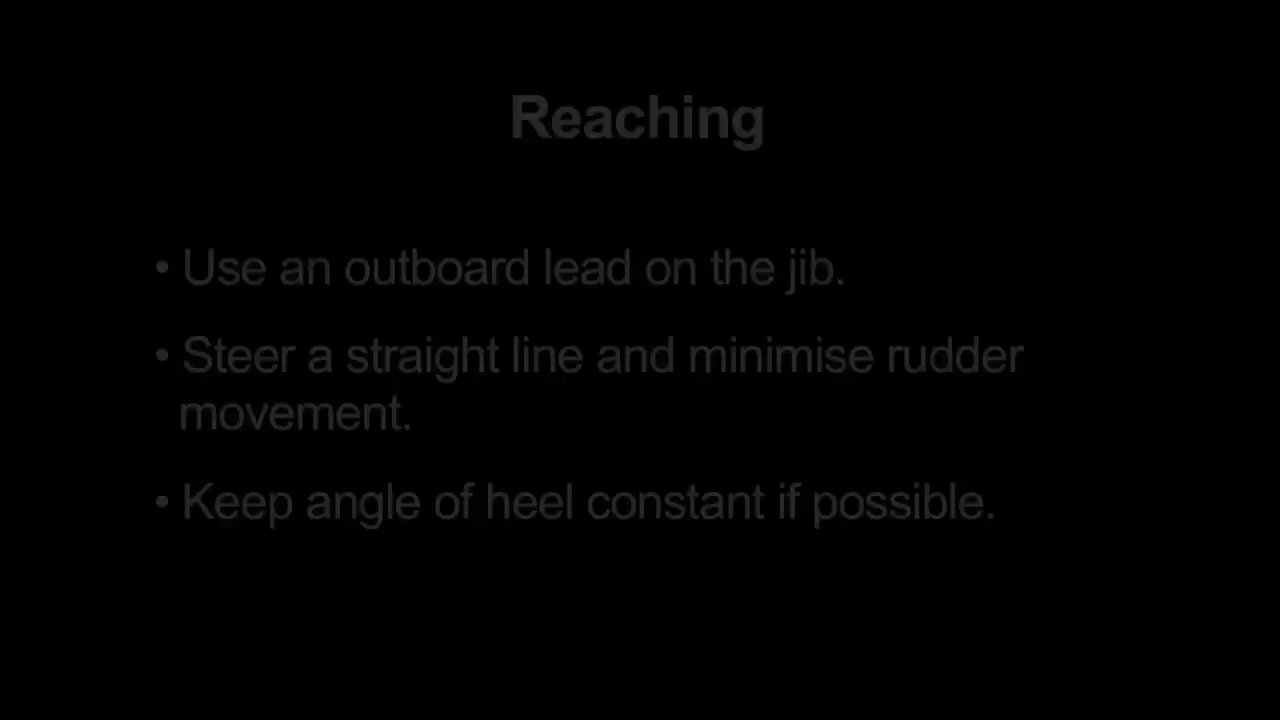 Reaching
• Use an outboard lead on the jib.
• Steer a straight line and minimise rudder
movement.
• Keep angle of heel constant if possible.